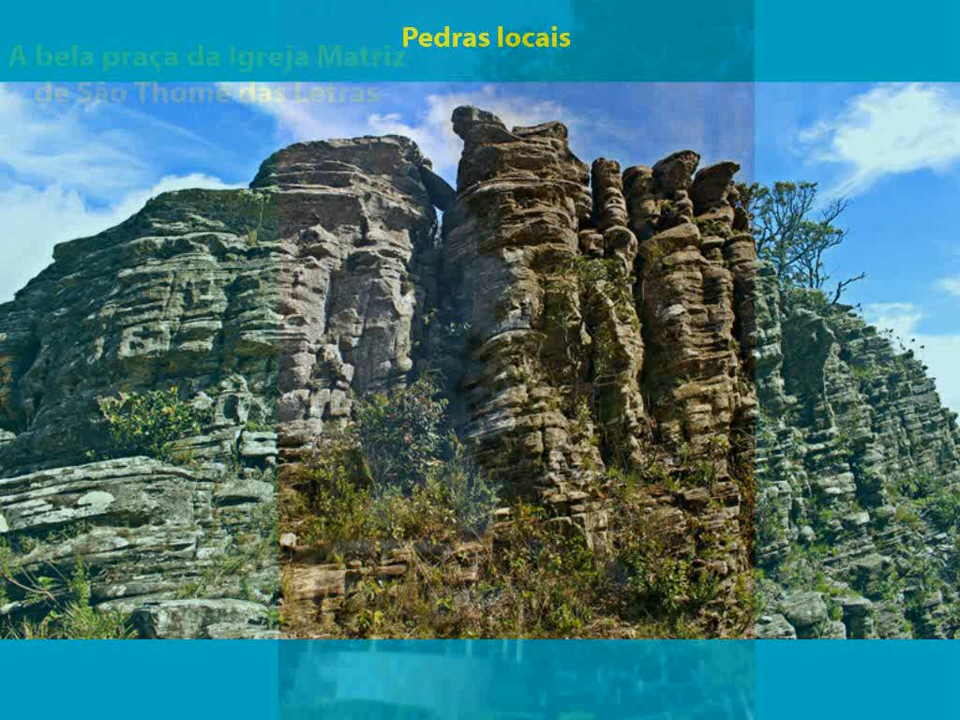 Pedras locais
A bela praça da Igreja Matriz
de São Thomé das Letras